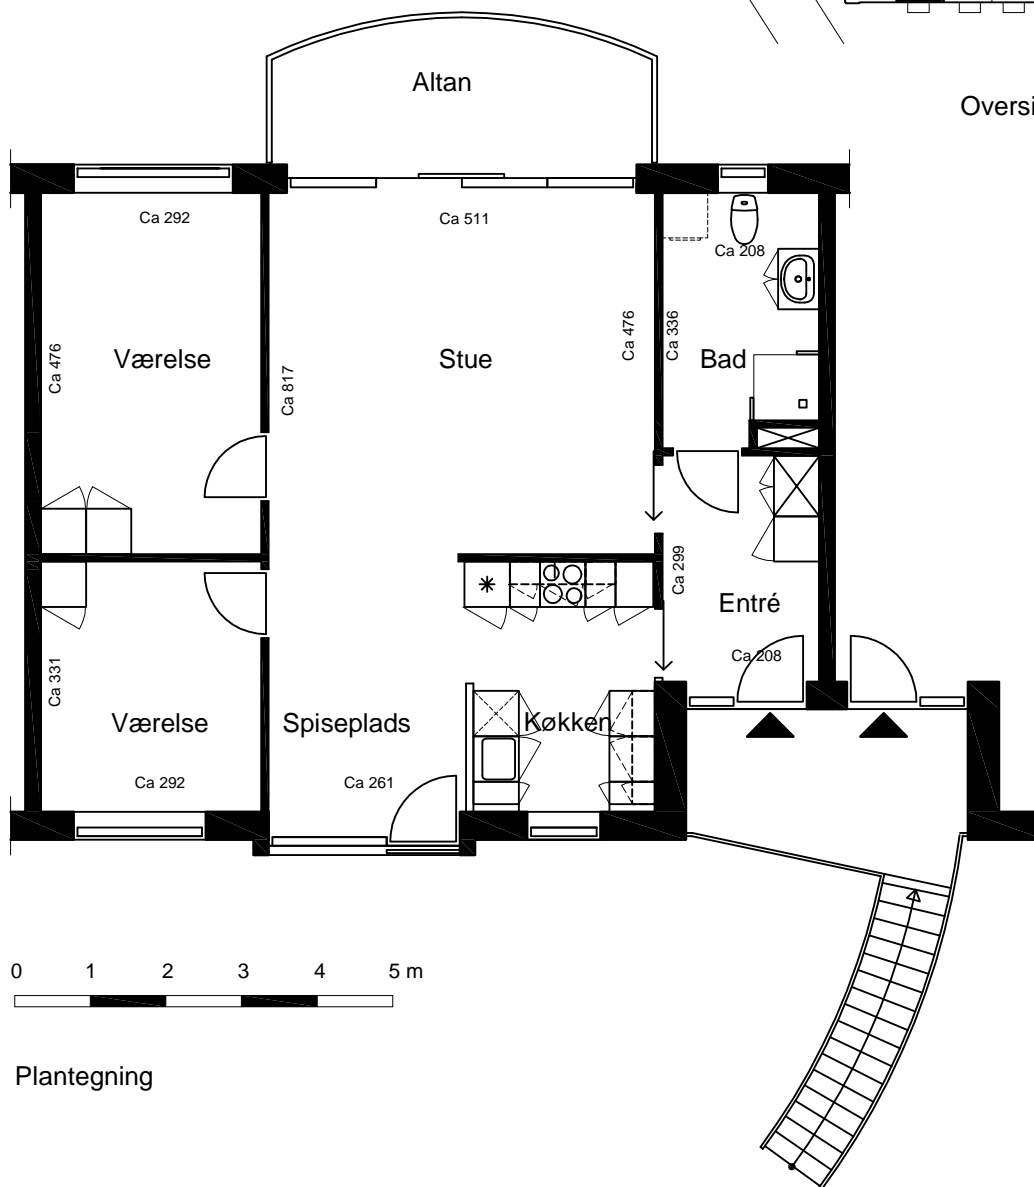 Altan
Oversi
Ca 292
Ca 511
Ca 208
Ca 476
Værelse
Ca 817
Stue
Ca 476
Ca 336
Bad
Ca 299
Entré
Ca 208
Ca 331
Værelse
Spiseplads
Køkken
Ca 292
Ca 261
0 1 2 3 4 5 m
Plantegning